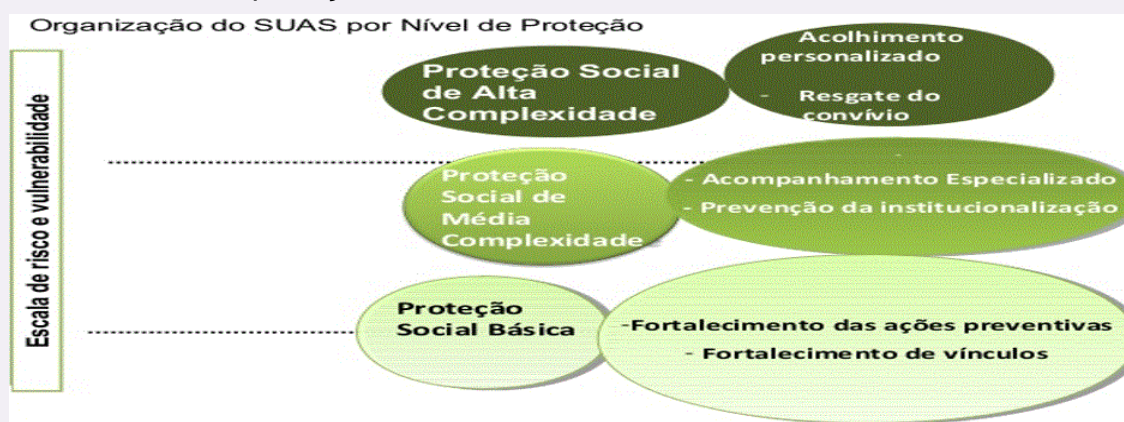 Organização do SUAS por Nível de Proteção
Escala de risco e vulnerabilidade
Proteção Social
de Alta
Complexidade
Acolhimento
personalizado
- Resgate do
convívio
Proteção
Social de
Média
Complexidade
-
- Acompanhamento Especializado
- Prevenção da institucionalização
Proteção
Social Básica
-Fortalecimento das ações preventivas
- Fortalecimento de vínculos